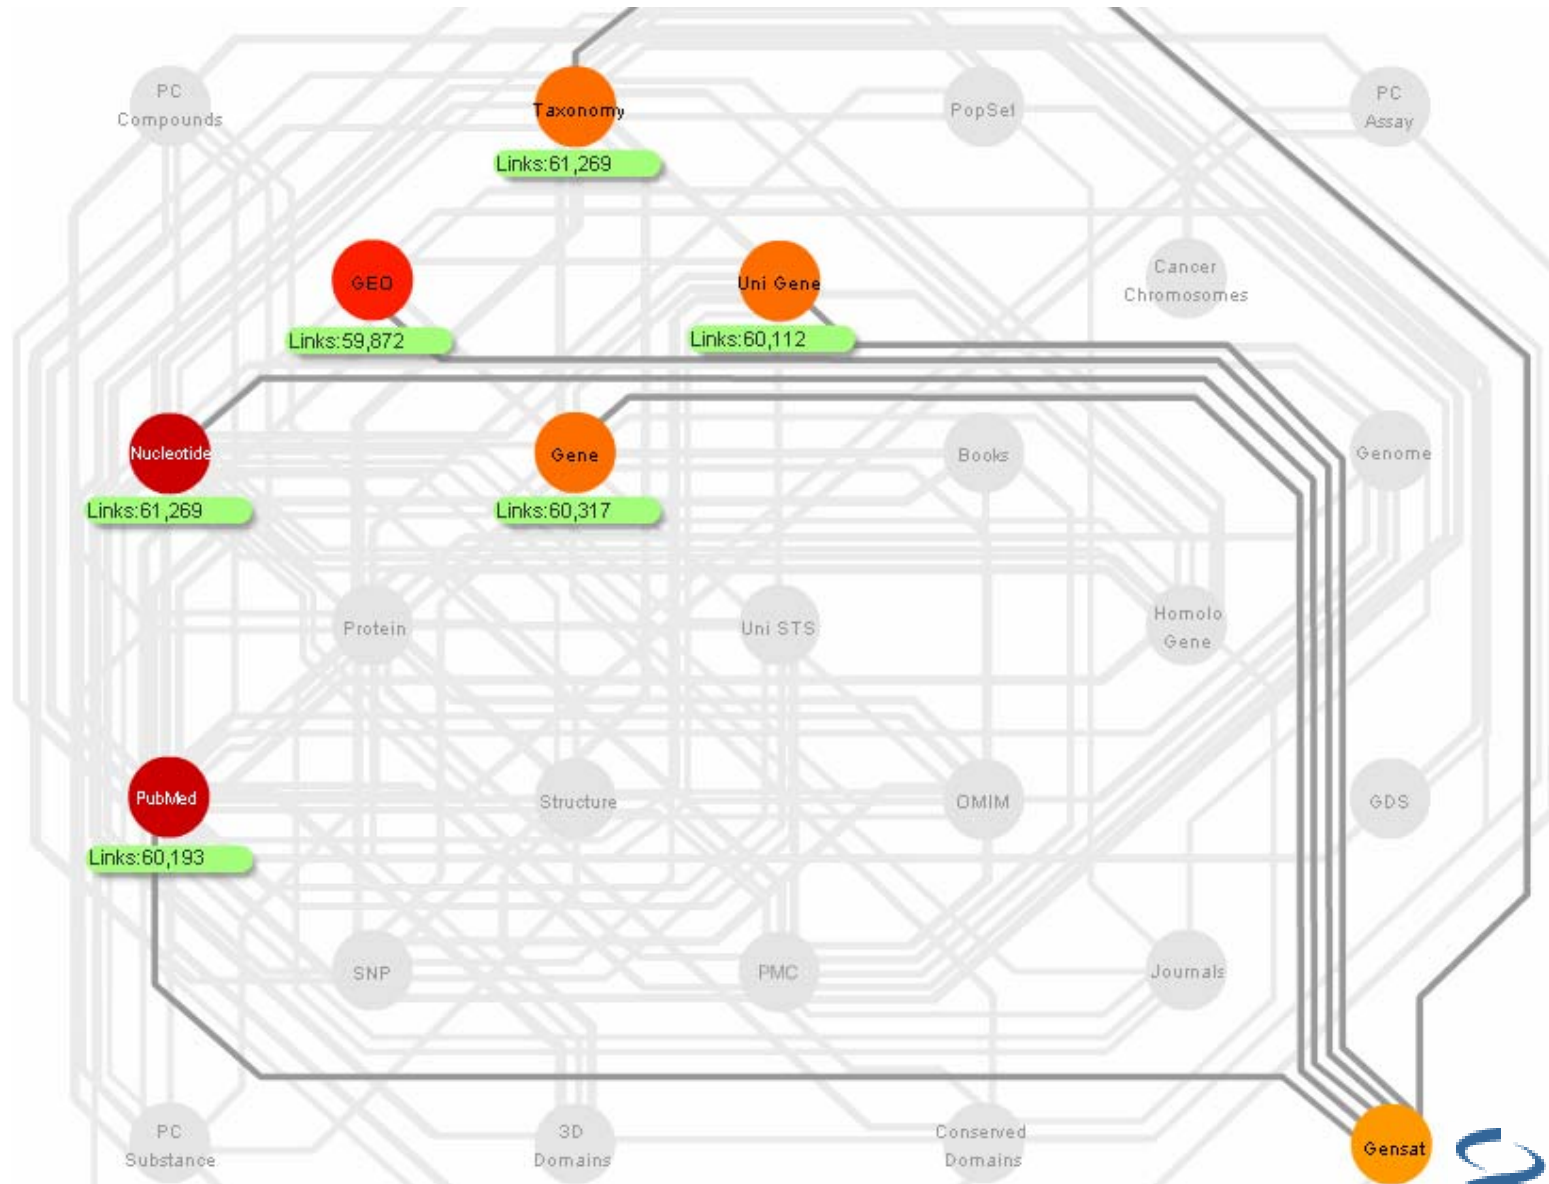 PC
Compounds
Taxonomy
Links:61,269
PopSet
PC
Assay
GEO
Links:59,872
Uni Gene
Links:60,112
Cancer
Chromosomes
Nucleotide
Links:61,269
Gene
Links:60,317
Books
Genome
Protein
Uni STS
Homolo
Gene
PubMed
Links:60,193
Structure
OMIM
GDS
SNP
PMC
Journals
PC
Substance
3D
Domains
Conserved
Domains
Gensat